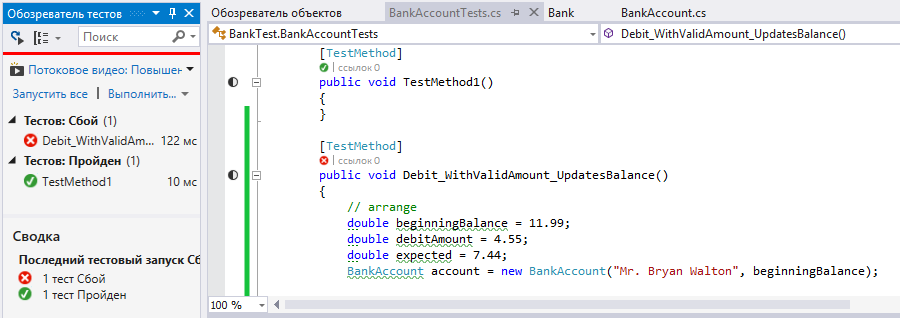 Обозреватель тестов
Поиск
Потоковое видео: Повышен
Запустить все | Выполнить...
Тестов: Сбой (1)
Debit_WithValidAm... 122 мс
Тестов: Пройден (1)
TestMethod1 10 мс
Сводка
Последний тестовый запуск Сб
1 тест Сбой
1 тест Пройден
Обозреватель объектов BankAccountTests.cs Bank BankAccount.cs
BankTest.BankAccountTests Debit_WithValidAmount_UpdatesBalance()
[TestMethod]
| ссылок 0
public void TestMethod1()
{
}
[TestMethod]
| ссылок 0
public void Debit_WithValidAmount_UpdatesBalance()
{
// arrange
double beginningBalance = 11.99;
double debitAmount = 4.55;
double expected = 7.44;
BankAccount account = new BankAccount("Mr. Bryan Walton", beginningBalance);
100 %